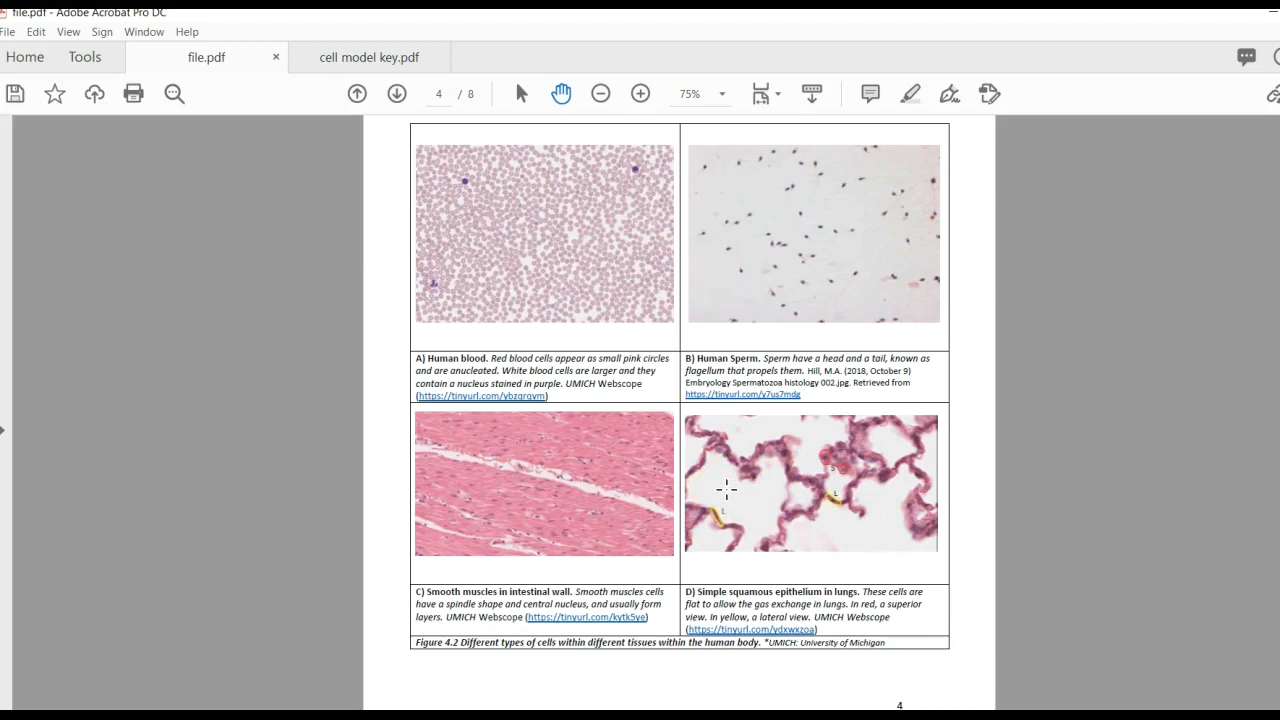 file.pdf - Adobe Acrobat Pro DC
File Edit View Sign Window Help
Home Tools file.pdf × cell model key.pdf
4 / 8 75%
A) Human blood. Red blood cells appear as small pink circles
and are anucleated. White blood cells are larger and they
contain a nucleus stained in purple. UMICH Webscope
(https://tinyurl.com/ybzgrqvm)
B) Human Sperm. Sperm have a head and a tail, known as
flagellum that propels them. Hill, M.A. (2018, October 9)
Embryology Spermatozoa histology 002.jpg. Retrieved from
https://tinyurl.com/y7us7mdg
S
L
L
C) Smooth muscles in intestinal wall. Smooth muscles cells
have a spindle shape and central nucleus, and usually form
layers. UMICH Webscope (https://tinyurl.com/kytk5ye)
D) Simple squamous epithelium in lungs. These cells are
flat to allow the gas exchange in lungs. In red, a superior
view. In yellow, a lateral view. UMICH Webscope
(https://tinyurl.com/ydxwxzoa)
Figure 4.2 Different types of cells within different tissues within the human body. *UMICH: University of Michigan
4